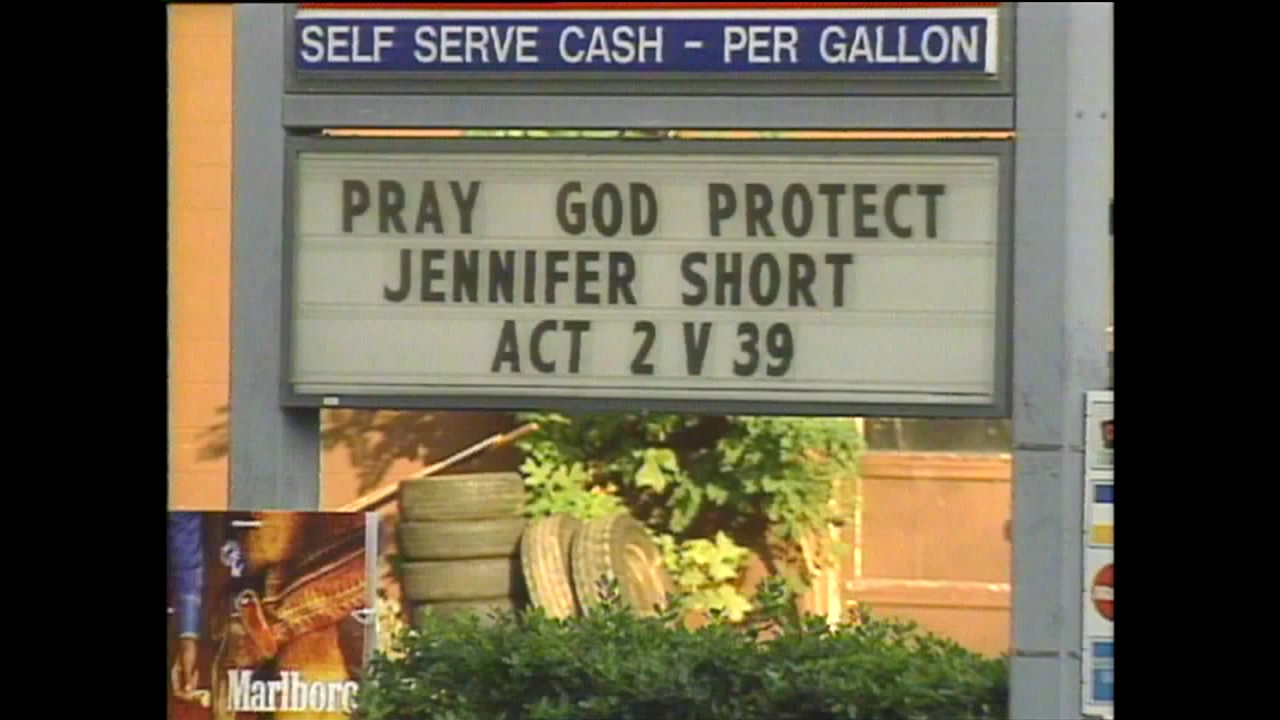 SELF SERVE CASH - PER GALLON
PRAY GOD PROTECT
JENNIFER SHORT
ACT 2 V 39
Marlboro